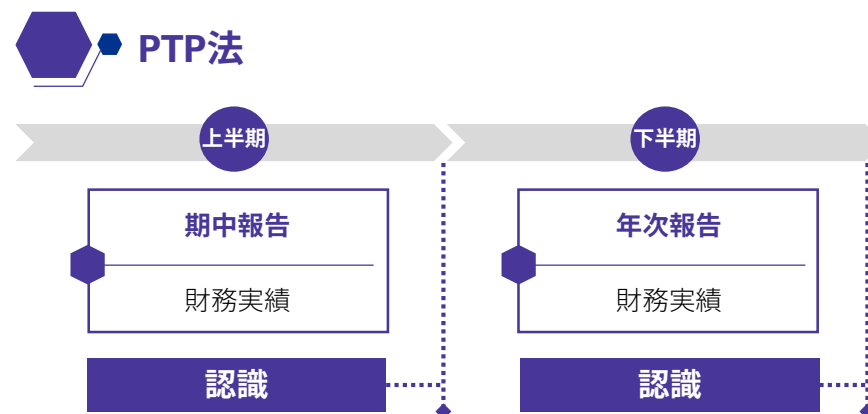 PTP法
上半期
下半期
期中報告
財務実績
認識
年次報告
財務実績
認識